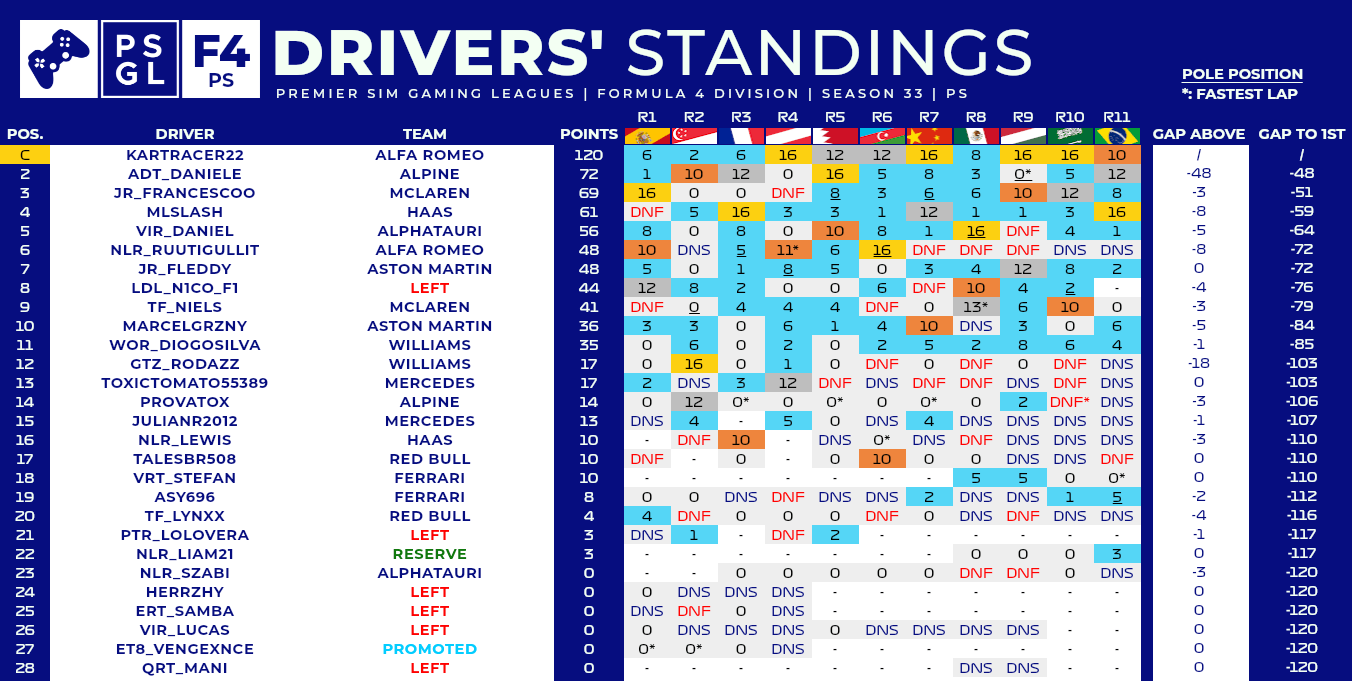 PS GL F4 PS DRIVERS' STANDINGS
PREMIER SIM GAMING LEAGUES | FORMULA 4 DIVISION | SEASON 33 | PS
POLE POSITION
*: FASTEST LAP
R1 R2 R3 R4 R5 R6 R7 R8 R9 R10 R11
POS. DRIVER TEAM POINTS GAP ABOVE GAP TO 1ST
C KARTRACER22 ALFA ROMEO 120 6 2 6 16 12 12 16 8 16 16 10 / /
2 ADT_DANIELE ALPINE 72 1 10 12 0 16 5 8 3 0* 5 12 -48 -48
3 JR_FRANCESCOO MCLAREN 69 16 0 0 DNF 8 3 6 6 10 12 8 -3 -51
4 MLSLASH HAAS 61 DNF 5 16 3 3 1 12 1 1 3 16 -8 -59
5 VIR_DANIEL ALPHATAURI 56 8 0 8 0 10 8 1 16 DNF 4 1 -5 -64
6 NLR_RUUTIGULLIT ALFA ROMEO 48 10 DNS 5 11* 6 16 DNF DNF DNF DNS DNS -8 -72
7 JR_FLEDDY ASTON MARTIN 48 5 0 1 8 5 0 3 4 12 8 2 0 -72
8 LDL_N1CO_F1 LEFT 44 12 8 2 0 0 6 DNF 10 4 2 - -4 -76
9 TF_NIELS MCLAREN 41 DNF 0 4 4 4 DNF 0 13* 6 10 0 -3 -79
10 MARCELGRZNY ASTON MARTIN 36 3 3 0 6 1 4 10 DNS 3 0 6 -5 -84
11 WOR_DIOGOSILVA WILLIAMS 35 0 6 0 2 0 2 5 2 8 6 4 -1 -85
12 GTZ_RODAZZ WILLIAMS 17 0 16 0 1 0 DNF 0 DNF 0 DNF DNS -18 -103
13 TOXICTOMATO55389 MERCEDES 17 2 DNS 3 12 DNF DNS DNF DNF DNS DNF DNS 0 -103
14 PROVATOX ALPINE 14 0 12 0* 0 0* 0 0* 0 2 DNF* DNS -3 -106
15 JULIANR2012 MERCEDES 13 DNS 4 - 5 0 DNS 4 DNS DNS DNS DNS -1 -107
16 NLR_LEWIS HAAS 10 - DNF 10 - DNS 0* DNS DNF DNS DNS DNS -3 -110
17 TALESBR508 RED BULL 10 DNF - 0 - 0 10 0 0 DNS DNS DNF 0 -110
18 VRT_STEFAN FERRARI 10 - - - - - - - 5 5 0 0* 0 -110
19 ASY696 FERRARI 8 0 0 DNS DNF DNS DNS 2 DNS DNS 1 5 -2 -112
20 TF_LYNXX RED BULL 4 4 DNF 0 0 0 DNF 0 DNS DNF DNS DNS -4 -116
21 PTR_LOLOVERA LEFT 3 DNS 1 - DNF 2 - - - - - - -1 -117
22 NLR_LIAM21 RESERVE 3 - - - - - - - 0 0 0 3 0 -117
23 NLR_SZABI ALPHATAURI 0 - - 0 0 0 0 0 DNF DNF 0 DNS -3 -120
24 HERRZHY LEFT 0 0 DNS DNS DNS - - - - - - - 0 -120
25 ERT_SAMBA LEFT 0 DNS DNF 0 DNS - - - - - - - 0 -120
26 VIR_LUCAS LEFT 0 0 DNS DNS DNS 0 DNS DNS DNS DNS - - 0 -120
27 ET8_VENGEXNCE PROMOTED 0 0* 0* 0 DNS - - - - - - - 0 -120
28 QRT_MANI LEFT 0 - - - - - - - DNS DNS - - 0 -120